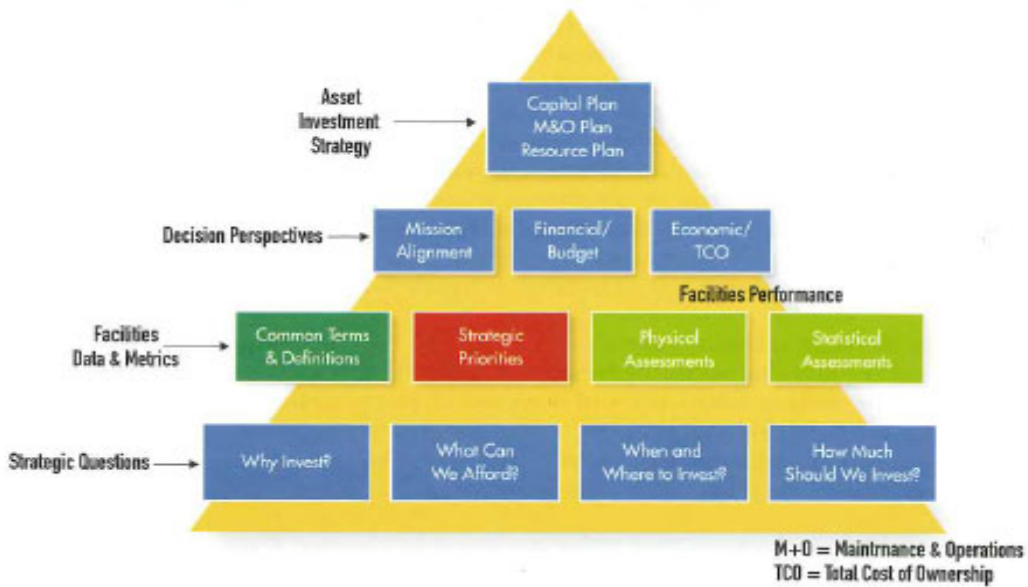 Asset
Investment
Strategy
Capital Plan
M&O Plan
Resource Plan
Decision Perspectives
Mission
Alignment
Financial/
Budget
Economic/
TCO
Facilities Performance
Facilities
Data & Metrics
Common Terms
& Definitions
Strategic
Priorities
Physical
Assessments
Statistical
Assessments
Strategic Questions
Why Invest?
What Can
We Afford?
When and
Where to Invest?
How Much
Should We Invest?
M+O = Maintrnance & Operations
TCO = Total Cost of Ownership